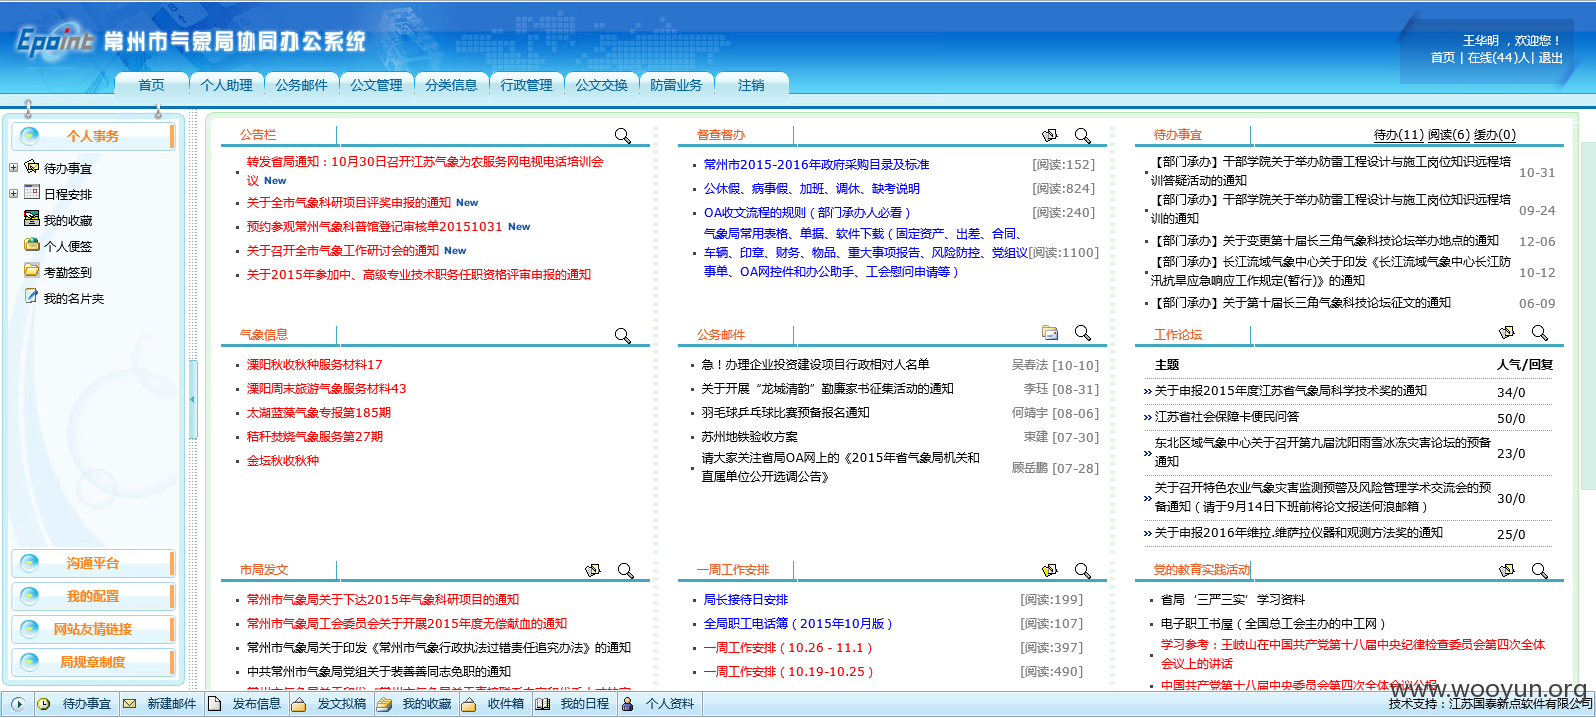 Epoint 常州市气象局协同办公系统
王华明 ，欢迎您！
首页 | 在线(44)人| 退出
首页 个人助理 公务邮件 公文管理 分类信息 行政管理 公文交换 防雷业务 注销
个人事务
待办事宜
日程安排
我的收藏
个人便签
考勤签到
我的名片夹
沟通平台
我的配置
网站友情链接
局规章制度
公告栏
转发省局通知：10月30日召开江苏气象为农服务网电视电话培训会
议 New
关于全市气象科研项目评奖申报的通知 New
预约参观常州气象科普馆登记审核单20151031 New
关于召开全市气象工作研讨会的通知 New
关于2015年参加中、高级专业技术职务任职资格评审申报的通知
督查督办
常州市2015-2016年政府采购目录及标准 [阅读:152]
公休假、病事假、加班、调休、缺考说明 [阅读:824]
OA收文流程的规则（部门承办人必看） [阅读:240]
气象局常用表格、单据、软件下载（固定资产、出差、合同、
车辆、印章、财务、物品、重大事项报告、风险防控、党组议[阅读:1100]
事单、OA网控件和办公助手、工会慰问申请等）
待办事宜 待办(11) 阅读(6) 缓办(0)
【部门承办】干部学院关于举办防雷工程设计与施工岗位知识远程培
训答疑活动的通知 10-31
【部门承办】干部学院关于举办防雷工程设计与施工岗位知识远程培
训的通知 09-24
【部门承办】关于变更第十届长三角气象科技论坛举办地点的通知 12-06
【部门承办】长江流域气象中心关于印发《长江流域气象中心长江防
汛抗旱应急响应工作规定(暂行)》的通知 10-12
【部门承办】关于第十届长三角气象科技论坛征文的通知 06-09
气象信息
溧阳秋收秋种服务材料17
溧阳周末旅游气象服务材料43
太湖蓝藻气象专报第185期
秸秆焚烧气象服务第27期
金坛秋收秋种
公务邮件
急！办理企业投资建设项目行政相对人名单 吴春法 [10-10]
关于开展“龙城清韵”勤廉家书征集活动的通知 李珏 [08-31]
羽毛球乒乓球比赛预备报名通知 何靖宇 [08-06]
苏州地铁验收方案 束建 [07-30]
请大家关注省局OA网上的《2015年省气象局机关和
直属单位公开选调公告》 顾岳鹏 [07-28]
工作论坛
主题 人气/回复
关于申报2015年度江苏省气象局科学技术奖的通知 34/0
江苏省社会保障卡便民问答 50/0
东北区域气象中心关于召开第九届沈阳雨雪冰冻灾害论坛的预备
通知 23/0
关于召开特色农业气象灾害监测预警及风险管理学术交流会的预
备通知（请于9月14日下班前将论文报送何浪邮箱） 30/0
关于申报2016年维拉.维萨拉仪器和观测方法奖的通知 25/0
市局发文
常州市气象局关于下达2015年气象科研项目的通知
常州市气象局工会委员会关于开展2015年度无偿献血的通知
常州市气象局关于印发《常州市气象行政执法过错责任追究办法》的通知
中共常州市气象局党组关于裴善善同志免职的通知
一周工作安排
局长接待日安排 [阅读:199]
全局职工电话簿（2015年10月版） [阅读:107]
一周工作安排（10.26 - 11.1 ） [阅读:397]
一周工作安排（10.19-10.25 ） [阅读:490]
党的教育实践活动
省局‘三严三实’学习资料
电子职工书屋（全国总工会主办的中工网）
学习参考：王岐山在中国共产党第十八届中央纪律检查委员会第四次全体
会议上的讲话
中国共产党第十八届中央委员会第四次全体会议公报
www.wooyun.org
待办事宜 新建邮件 发布信息 发文拟稿 我的收藏 收件箱 我的日程 个人资料
技术支持：江苏国泰新点软件有限公司